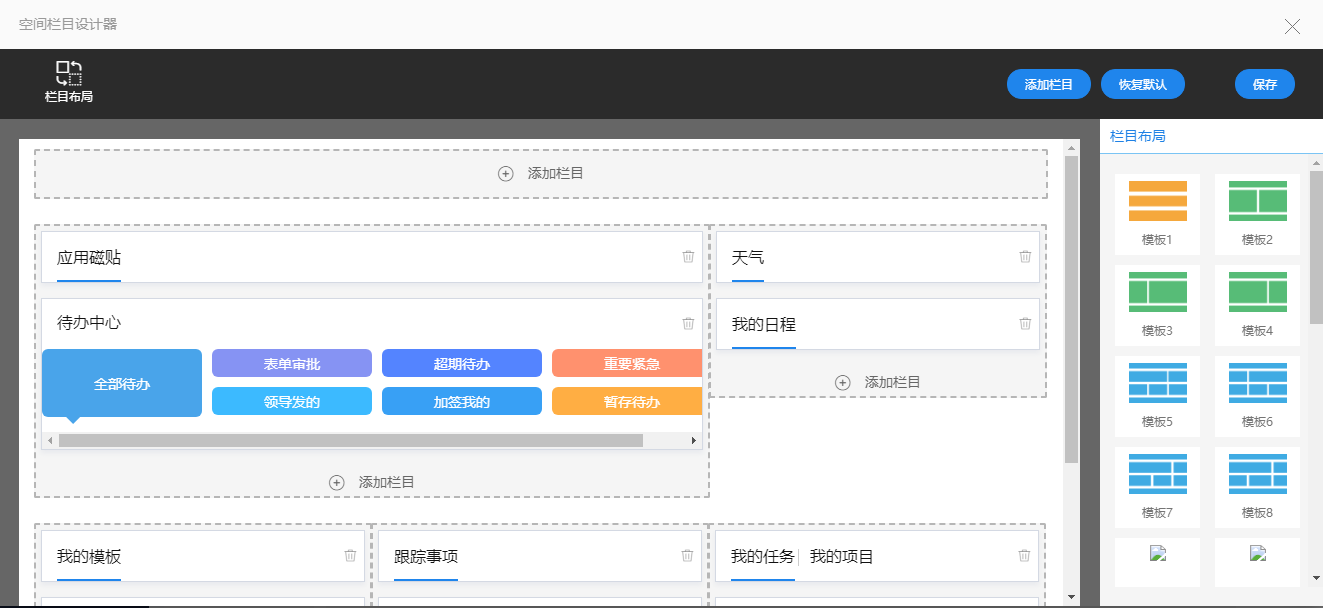 空间栏目设计器
栏目布局
添加栏目 恢复默认 保存
栏目布局
添加栏目
应用磁贴
天气
待办中心
我的日程
全部待办
表单审批 超期待办 重要紧急
领导发的 加签我的 暂存待办
添加栏目
添加栏目
我的模板
跟踪事项
我的任务 我的项目
模板1 模板2
模板3 模板4
模板5 模板6
模板7 模板8